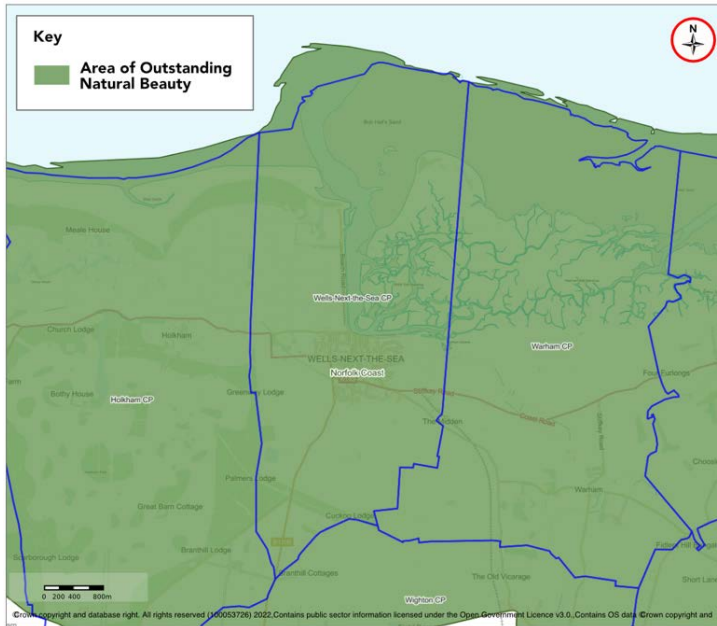 Key
N
Area of Outstanding
Natural Beauty
Bob Hall's Sand
Meals House
Wells-Next-the-Sea CP
Church Lodge
Holkham
Warham CP
WELLS-NEXT-THE-SEA
Norfolk Coast
Four Furlongs
Stiffkey Road
Bothy House
Holkham CP
Greenway Lodge
Coast Road
The Midden
Palmers Lodge
Warham
Great Barn Cottage
Cuckoo Lodge
Scarborough Lodge
Branthill Lodge
Branthill Cottages
The Old Vicarage
Short Lane
Wighton CP
0 200 400 800m
©Crown copyright and database right. All rights reserved (100053726) 2022,Contains public sector information licensed under the Open Government Licence v3.0.,Contains OS data ©Crown copyright and